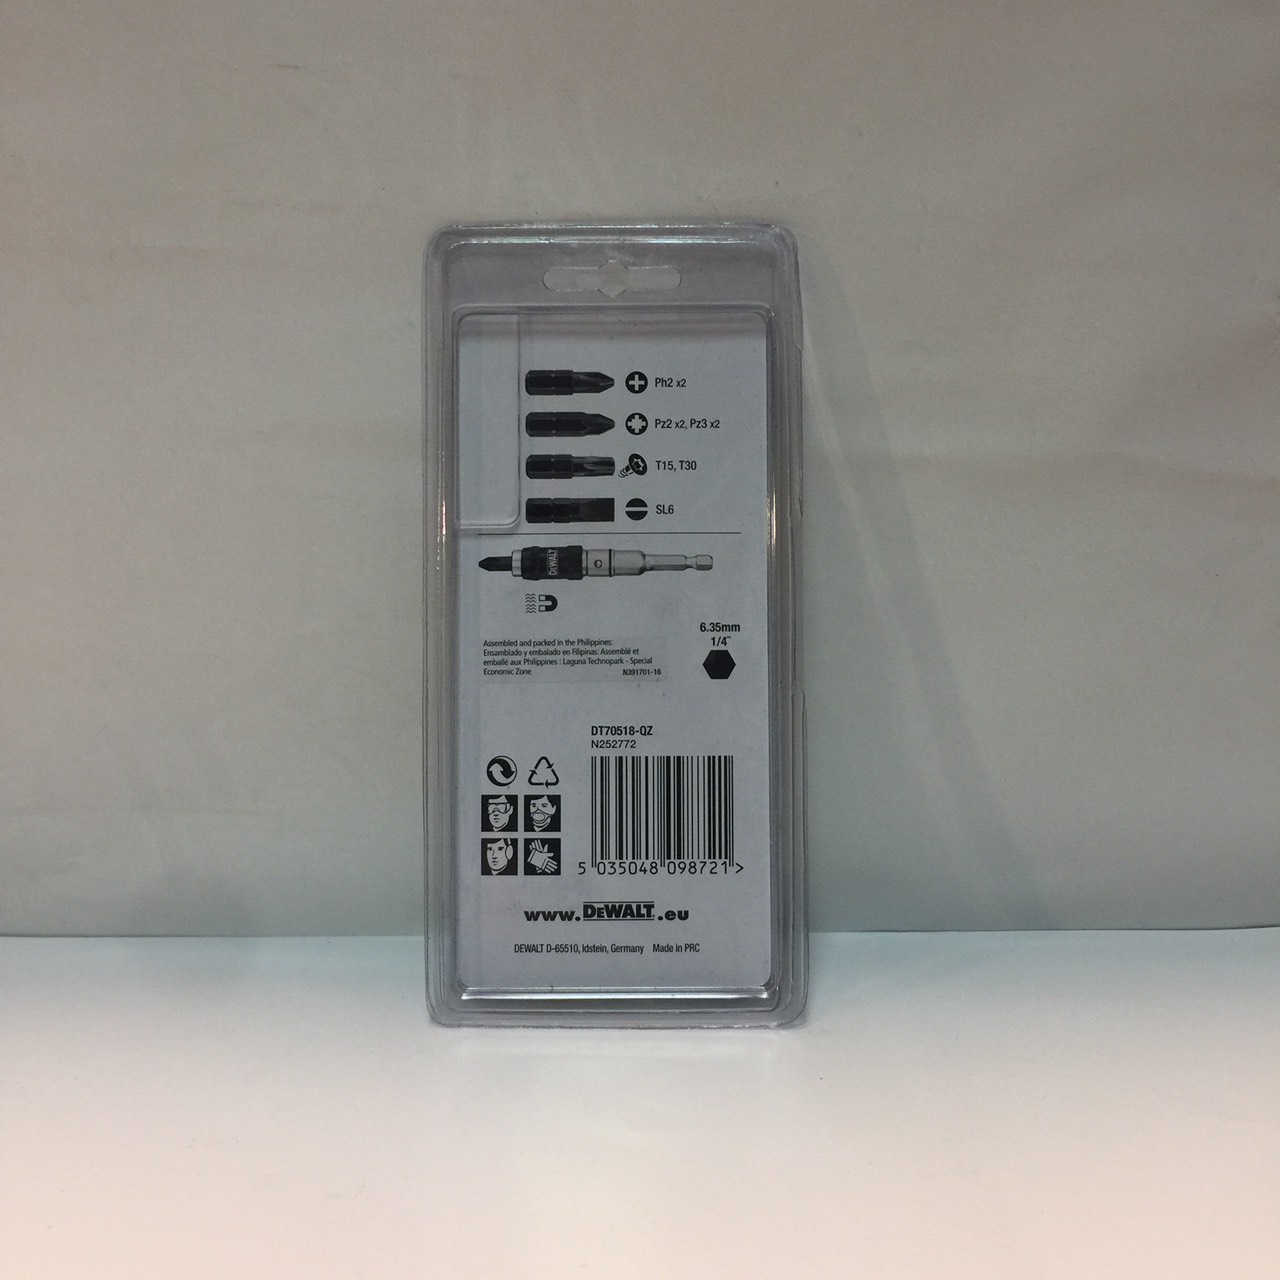 Ph2 x2
Pz2 x2, Pz3 x2
T15, T30
SL6
DEWALT
6.35mm
1/4"
Assembled and packed in the Philippines:
Ensamblado y embalado en Filipinas: Assemblé et
emballé aux Philippines : Laguna Technopark - Special
Economic Zone N391701-16
DT70518-QZ
N252772
5 035048 098721 >
www.DEWALT.eu
DEWALT D-65510, Idstein, Germany Made in PRC